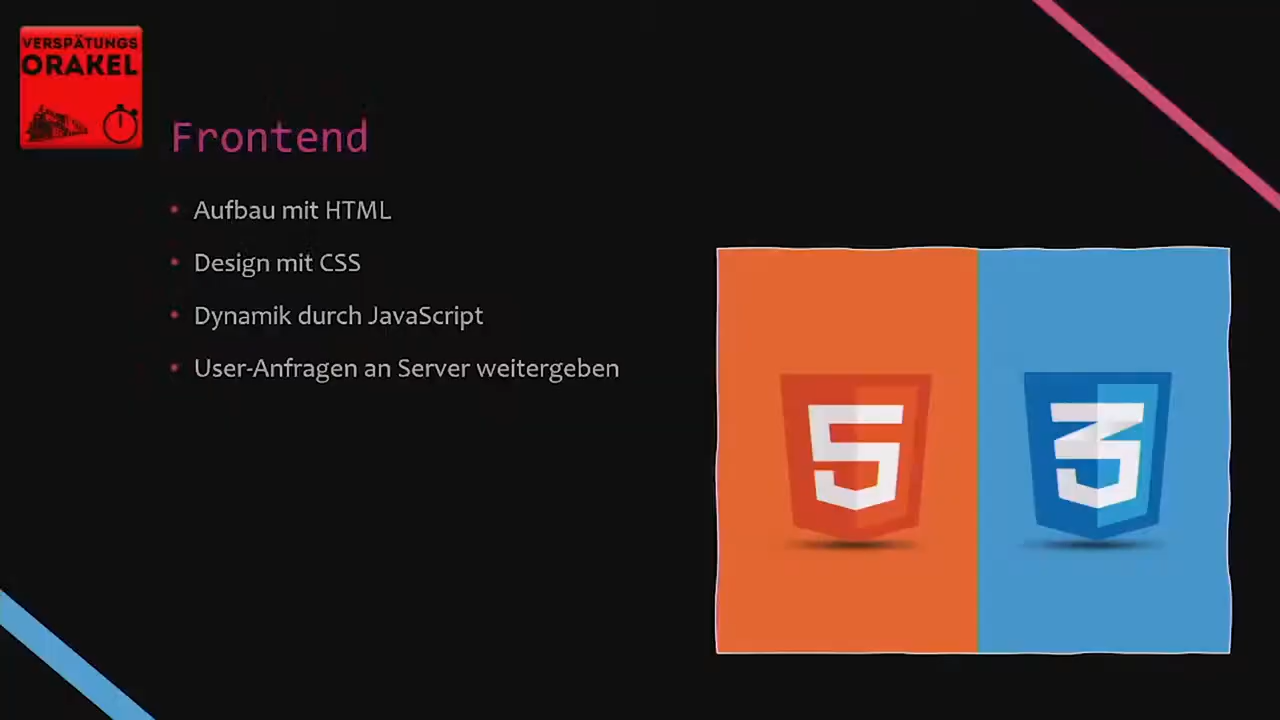 VERSPÄTUNGS
ORAKEL
Frontend
• Aufbau mit HTML
• Design mit CSS
• Dynamik durch JavaScript
• User-Anfragen an Server weitergeben
5
3